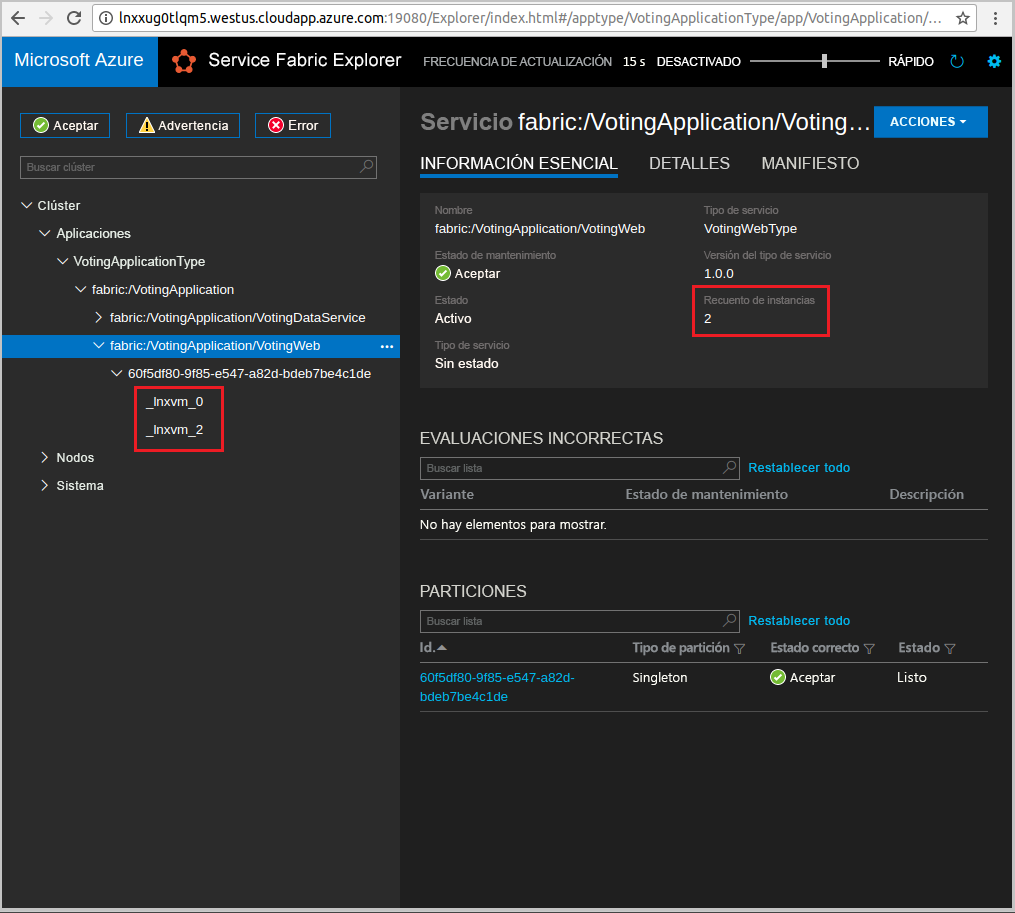 lnxxug0tlqm5.westus.cloudapp.azure.com:19080/Explorer/index.html#/apptype/VotingApplicationType/app/VotingApplication/...
Microsoft Azure
Service Fabric Explorer
FRECUENCIA DE ACTUALIZACIÓN 15 s DESACTIVADO RÁPIDO
Aceptar Advertencia Error
Buscar clúster
Clúster
Aplicaciones
VotingApplicationType
fabric:/VotingApplication
fabric:/VotingApplication/VotingDataService
fabric:/VotingApplication/VotingWeb ...
60f5df80-9f85-e547-a82d-bdeb7be4c1de
_lnxvm_0
_lnxvm_2
Nodos
Sistema
Servicio fabric:/VotingApplication/Voting...
ACCIONES
INFORMACIÓN ESENCIAL DETALLES MANIFIESTO
Nombre
fabric:/VotingApplication/VotingWeb
Estado de mantenimiento
Aceptar
Estado
Activo
Tipo de servicio
Sin estado
Tipo de servicio
VotingWebType
Versión del tipo de servicio
1.0.0
Recuento de instancias
2
EVALUACIONES INCORRECTAS
Buscar lista Restablecer todo
Variante Estado de mantenimiento Descripción
No hay elementos para mostrar.
PARTICIONES
Buscar lista Restablecer todo
Id. Tipo de partición Estado correcto Estado
60f5df80-9f85-e547-a82d- Singleton Aceptar Listo
bdeb7be4c1de